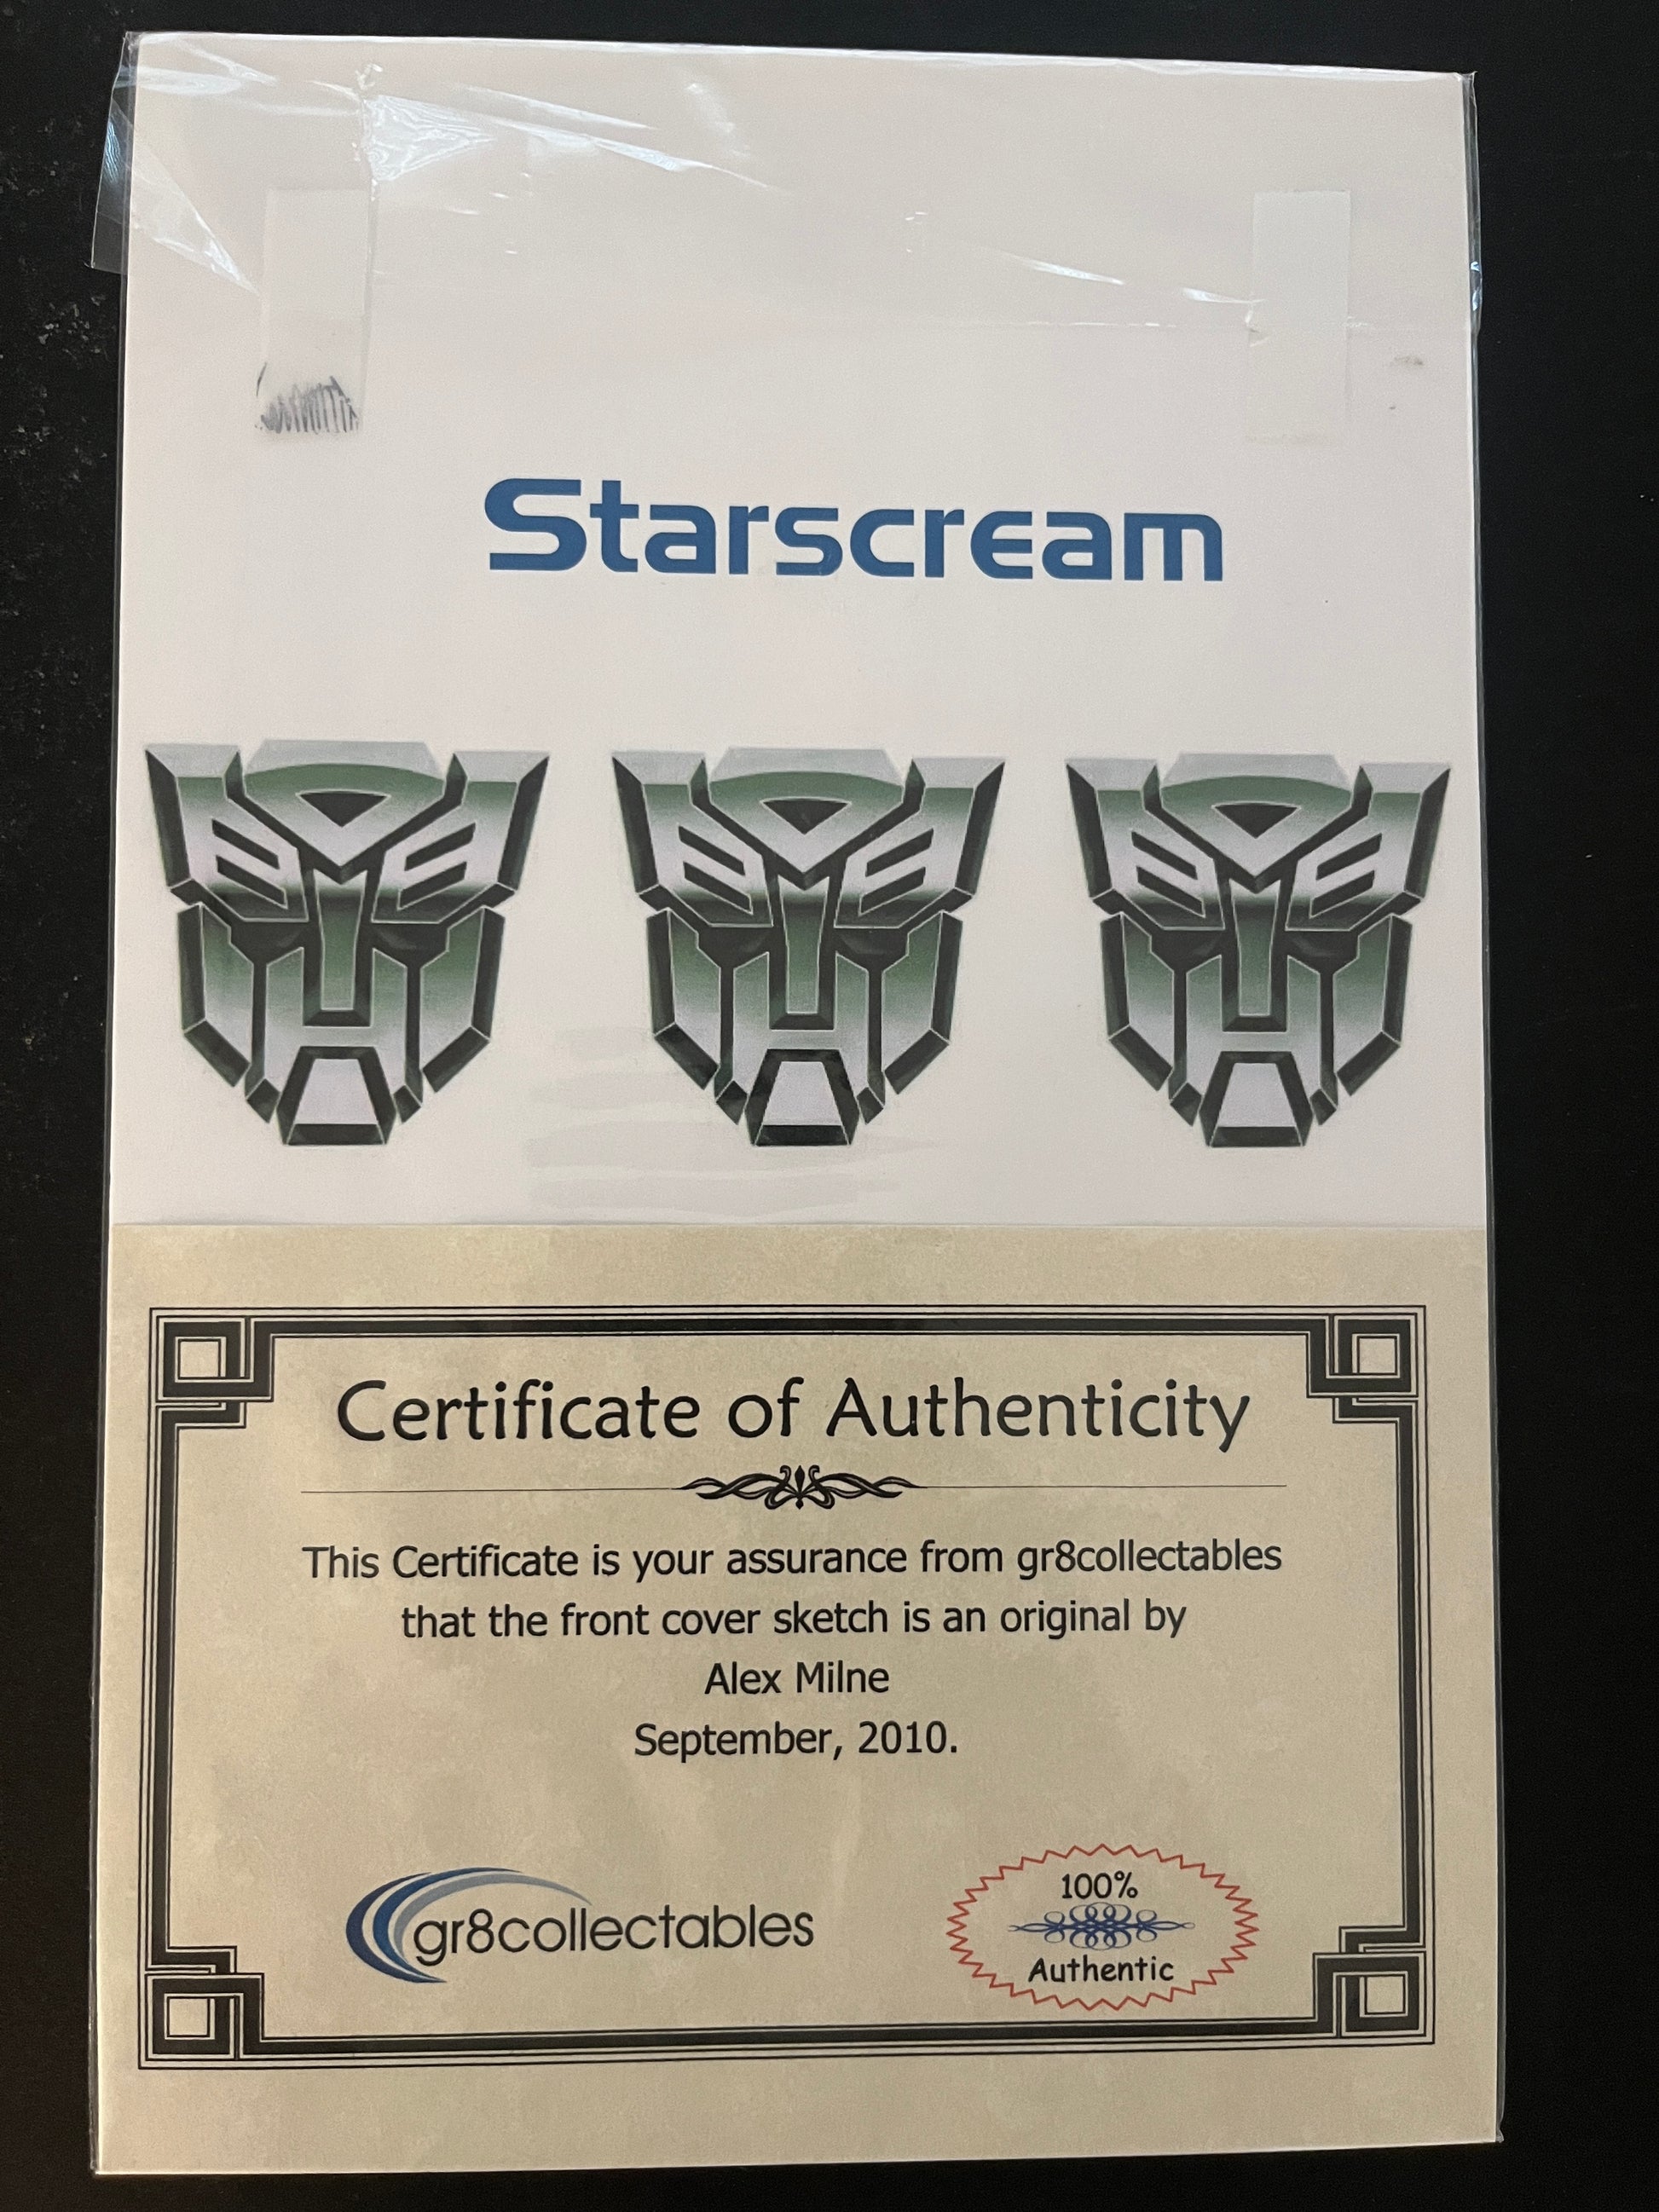 Starscream
Certificate of Authenticity
This Certificate is your assurance from gr8collectables
that the front cover sketch is an original by
Alex Milne
September, 2010.
gr8collectables
100%
Authentic